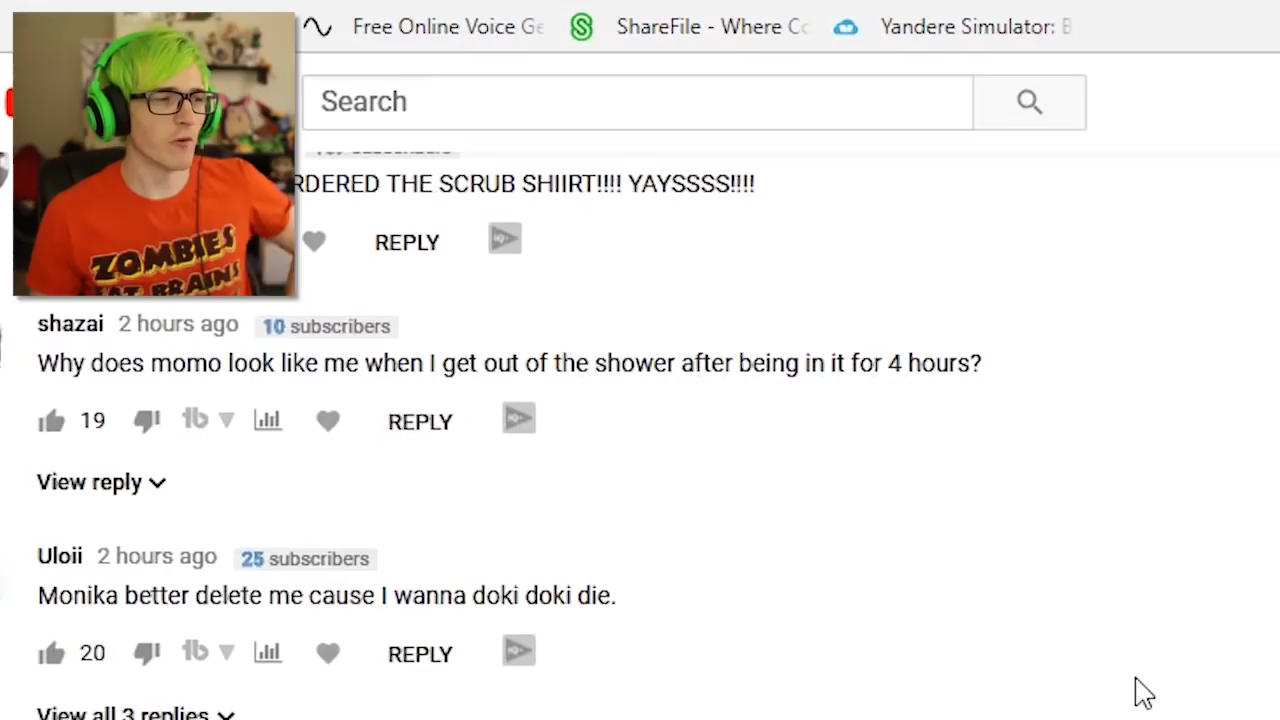 Free Online Voice Ge
ShareFile - Where Co
Yandere Simulator: B
Search
RDERED THE SCRUB SHIIRT!!!! YAYSSSS!!!!
REPLY
ZOMBIES
EAT BRAINS
shazai 2 hours ago 10 subscribers
Why does momo look like me when I get out of the shower after being in it for 4 hours?
19 REPLY
View reply
Uloii 2 hours ago 25 subscribers
Monika better delete me cause I wanna doki doki die.
20 REPLY
View all 3 replies